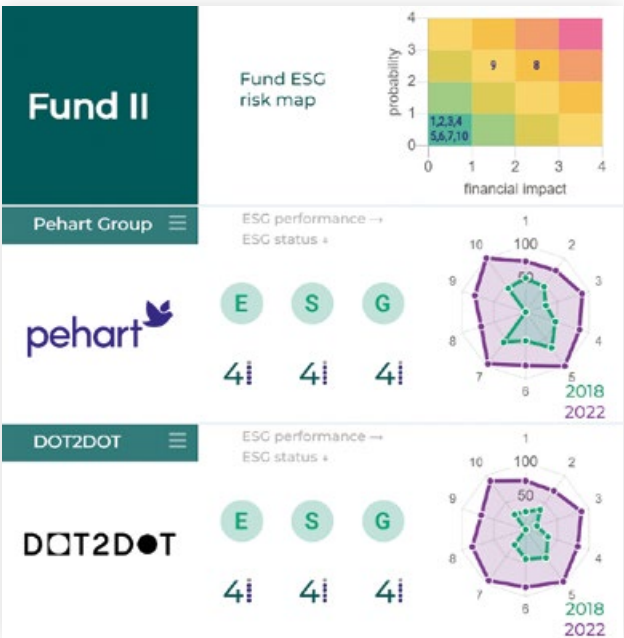 Fund II
Fund ESG
risk map
probability
4
3
2
1
0
9
8
1,2,3,4
5,6,7,10
0 1 2 3 4
financial impact
Pehart Group
ESG performance →
ESG status ↓
pehart
E S G
4 4 4
1
2
3
4
5
6
7
8
9
10
100
50
2018
2022
DOT2DOT
ESG performance →
ESG status ↓
DOT2DOT
E S G
4 4 4
1
2
3
4
5
6
7
8
9
10
100
50
2018
2022